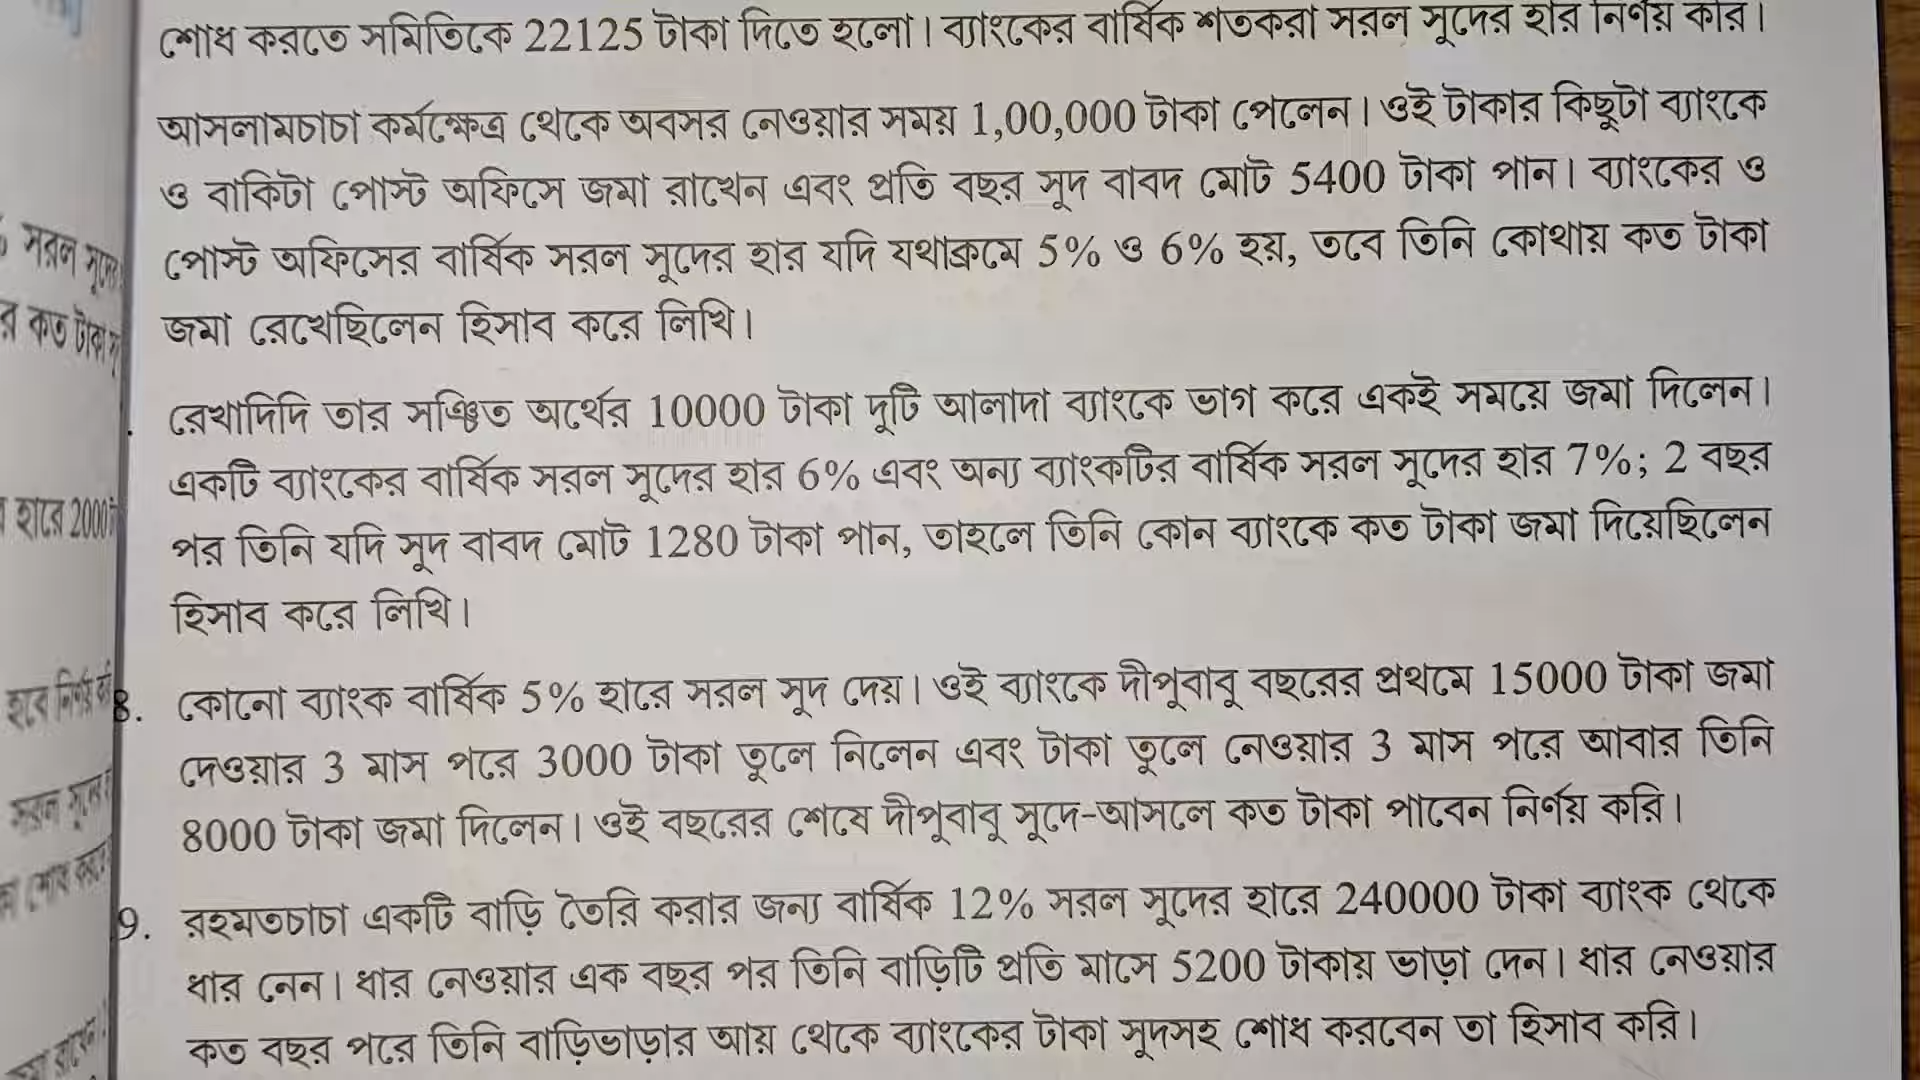 শোধ করতে সমিতিকে 22125 টাকা দিতে হলো। ব্যাংকের বার্ষিক শতকরা সরল সুদের হার নির্ণয় করি।
আসলামচাচা কর্মক্ষেত্র থেকে অবসর নেওয়ার সময় 1,00,000 টাকা পেলেন। ওই টাকার কিছুটা ব্যাংকে
ও বাকিটা পোস্ট অফিসে জমা রাখেন এবং প্রতি বছর সুদ বাবদ মোট 5400 টাকা পান। ব্যাংকের ও
পোস্ট অফিসের বার্ষিক সরল সুদের হার যদি যথাক্রমে 5% ও 6% হয়, তবে তিনি কোথায় কত টাকা
জমা রেখেছিলেন হিসাব করে লিখি।
রেখাদিদি তার সঞ্চিত অর্থের 10000 টাকা দুটি আলাদা ব্যাংকে ভাগ করে একই সময়ে জমা দিলেন।
একটি ব্যাংকের বার্ষিক সরল সুদের হার 6% এবং অন্য ব্যাংকটির বার্ষিক সরল সুদের হার 7%; 2 বছর
পর তিনি যদি সুদ বাবদ মোট 1280 টাকা পান, তাহলে তিনি কোন ব্যাংকে কত টাকা জমা দিয়েছিলেন
হিসাব করে লিখি।
8. কোনো ব্যাংক বার্ষিক 5% হারে সরল সুদ দেয়। ওই ব্যাংকে দীপুবাবু বছরের প্রথমে 15000 টাকা জমা
দেওয়ার 3 মাস পরে 3000 টাকা তুলে নিলেন এবং টাকা তুলে নেওয়ার 3 মাস পরে আবার তিনি
8000 টাকা জমা দিলেন। ওই বছরের শেষে দীপুবাবু সুদে-আসলে কত টাকা পাবেন নির্ণয় করি।
9. রহমতচাচা একটি বাড়ি তৈরি করার জন্য বার্ষিক 12% সরল সুদের হারে 240000 টাকা ব্যাংক থেকে
ধার নেন। ধার নেওয়ার এক বছর পর তিনি বাড়িটি প্রতি মাসে 5200 টাকায় ভাড়া দেন। ধার নেওয়ার
কত বছর পরে তিনি বাড়িভাড়ার আয় থেকে ব্যাংকের টাকা সুদসহ শোধ করবেন তা হিসাব করি।
সরল
র কত টাকা
হারে 2000